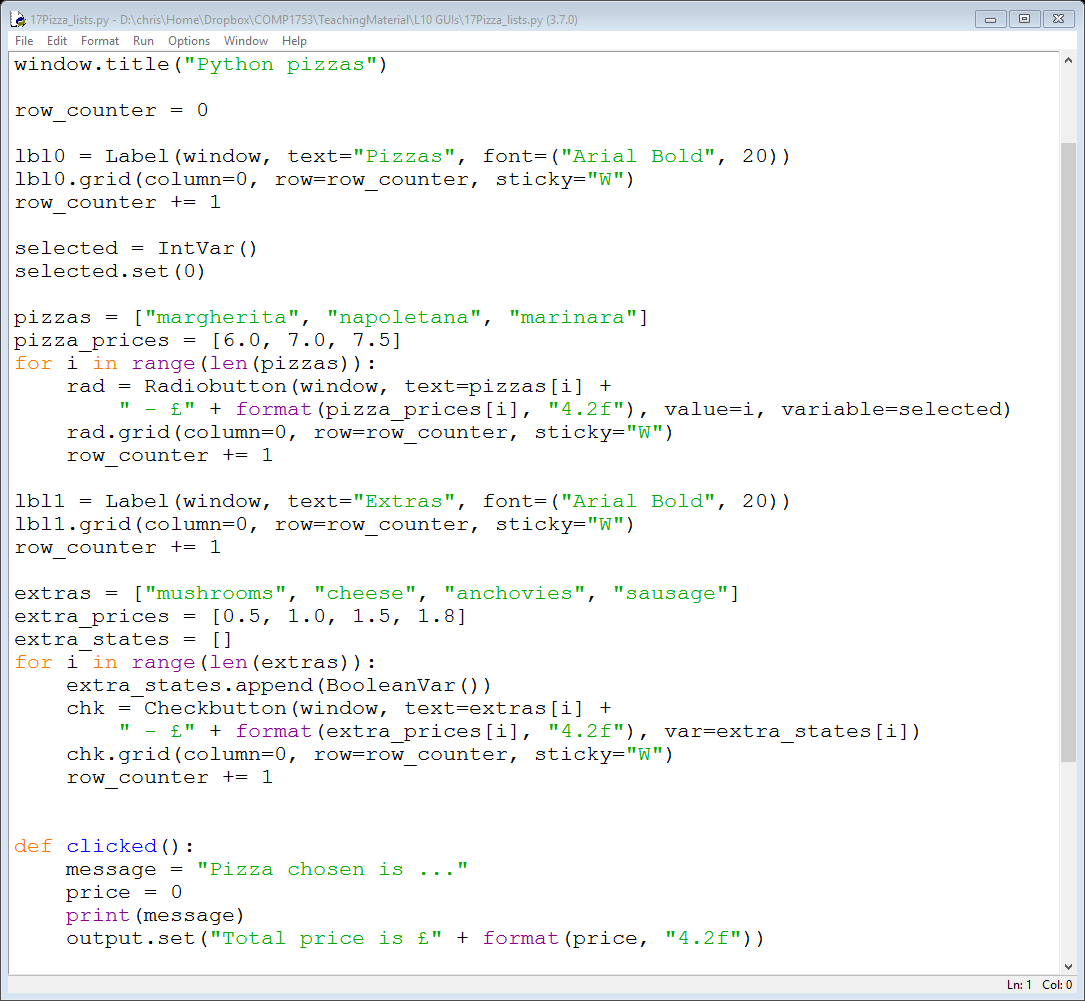 17Pizza_lists.py - D:\chris\Home\Dropbox\COMP1753\TeachingMaterial\L10 GUIs\17Pizza_lists.py (3.7.0)
File Edit Format Run Options Window Help
window.title("Python pizzas")
row_counter = 0
lbl0 = Label(window, text="Pizzas", font=("Arial Bold", 20))
lbl0.grid(column=0, row=row_counter, sticky="W")
row_counter += 1
selected = IntVar()
selected.set(0)
pizzas = ["margherita", "napoletana", "marinara"]
pizza_prices = [6.0, 7.0, 7.5]
for i in range(len(pizzas)):
    rad = Radiobutton(window, text=pizzas[i] +
        " - £" + format(pizza_prices[i], "4.2f"), value=i, variable=selected)
    rad.grid(column=0, row=row_counter, sticky="W")
    row_counter += 1
lbl1 = Label(window, text="Extras", font=("Arial Bold", 20))
lbl1.grid(column=0, row=row_counter, sticky="W")
row_counter += 1
extras = ["mushrooms", "cheese", "anchovies", "sausage"]
extra_prices = [0.5, 1.0, 1.5, 1.8]
extra_states = []
for i in range(len(extras)):
    extra_states.append(BooleanVar())
    chk = Checkbutton(window, text=extras[i] +
        " - £" + format(extra_prices[i], "4.2f"), var=extra_states[i])
    chk.grid(column=0, row=row_counter, sticky="W")
    row_counter += 1
def clicked():
    message = "Pizza chosen is ..."
    price = 0
    print(message)
    output.set("Total price is £" + format(price, "4.2f"))
Ln: 1 Col: 0